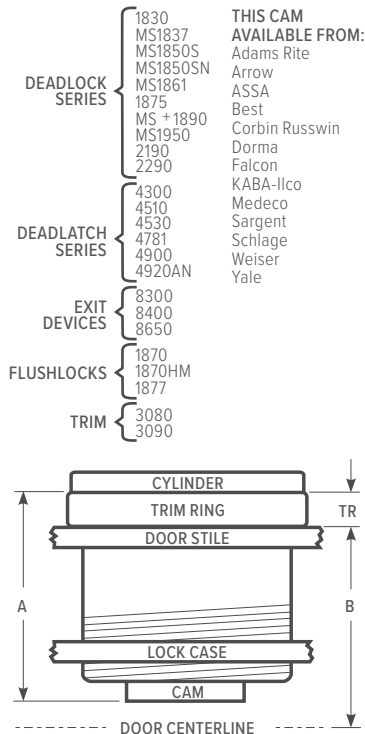 DEADLOCK
SERIES
1830
MS1837
MS1850S
MS1850SN
MS1861
1875
MS + 1890
MS1950
2190
2290
DEADLATCH
SERIES
4300
4510
4530
4781
4900
4920AN
EXIT
DEVICES
8300
8400
8650
FLUSHLOCKS
1870
1870HM
1877
TRIM
3080
3090
THIS CAM
AVAILABLE FROM:
Adams Rite
Arrow
ASSA
Best
Corbin Russwin
Dorma
Falcon
KABA-Ilco
Medeco
Sargent
Schlage
Weiser
Yale
CYLINDER
TRIM RING
TR
DOOR STILE
A
B
LOCK CASE
CAM
DOOR CENTERLINE